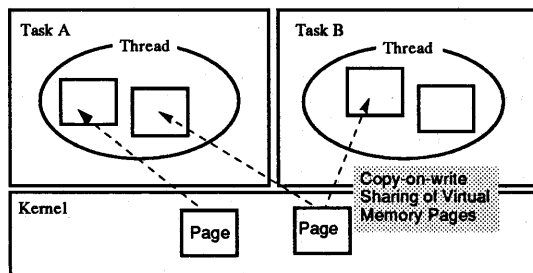 Task A
Thread
Task B
Thread
Copy-on-write
Sharing of Virtual
Memory Pages
Kernel
Page
Page